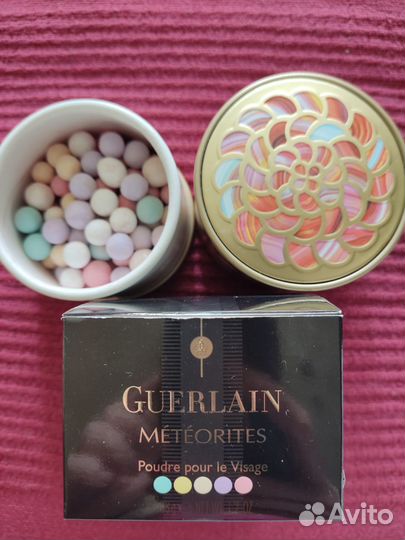 GUERLAIN
MÉTÉORITES
Poudre pour le Visage
Avito